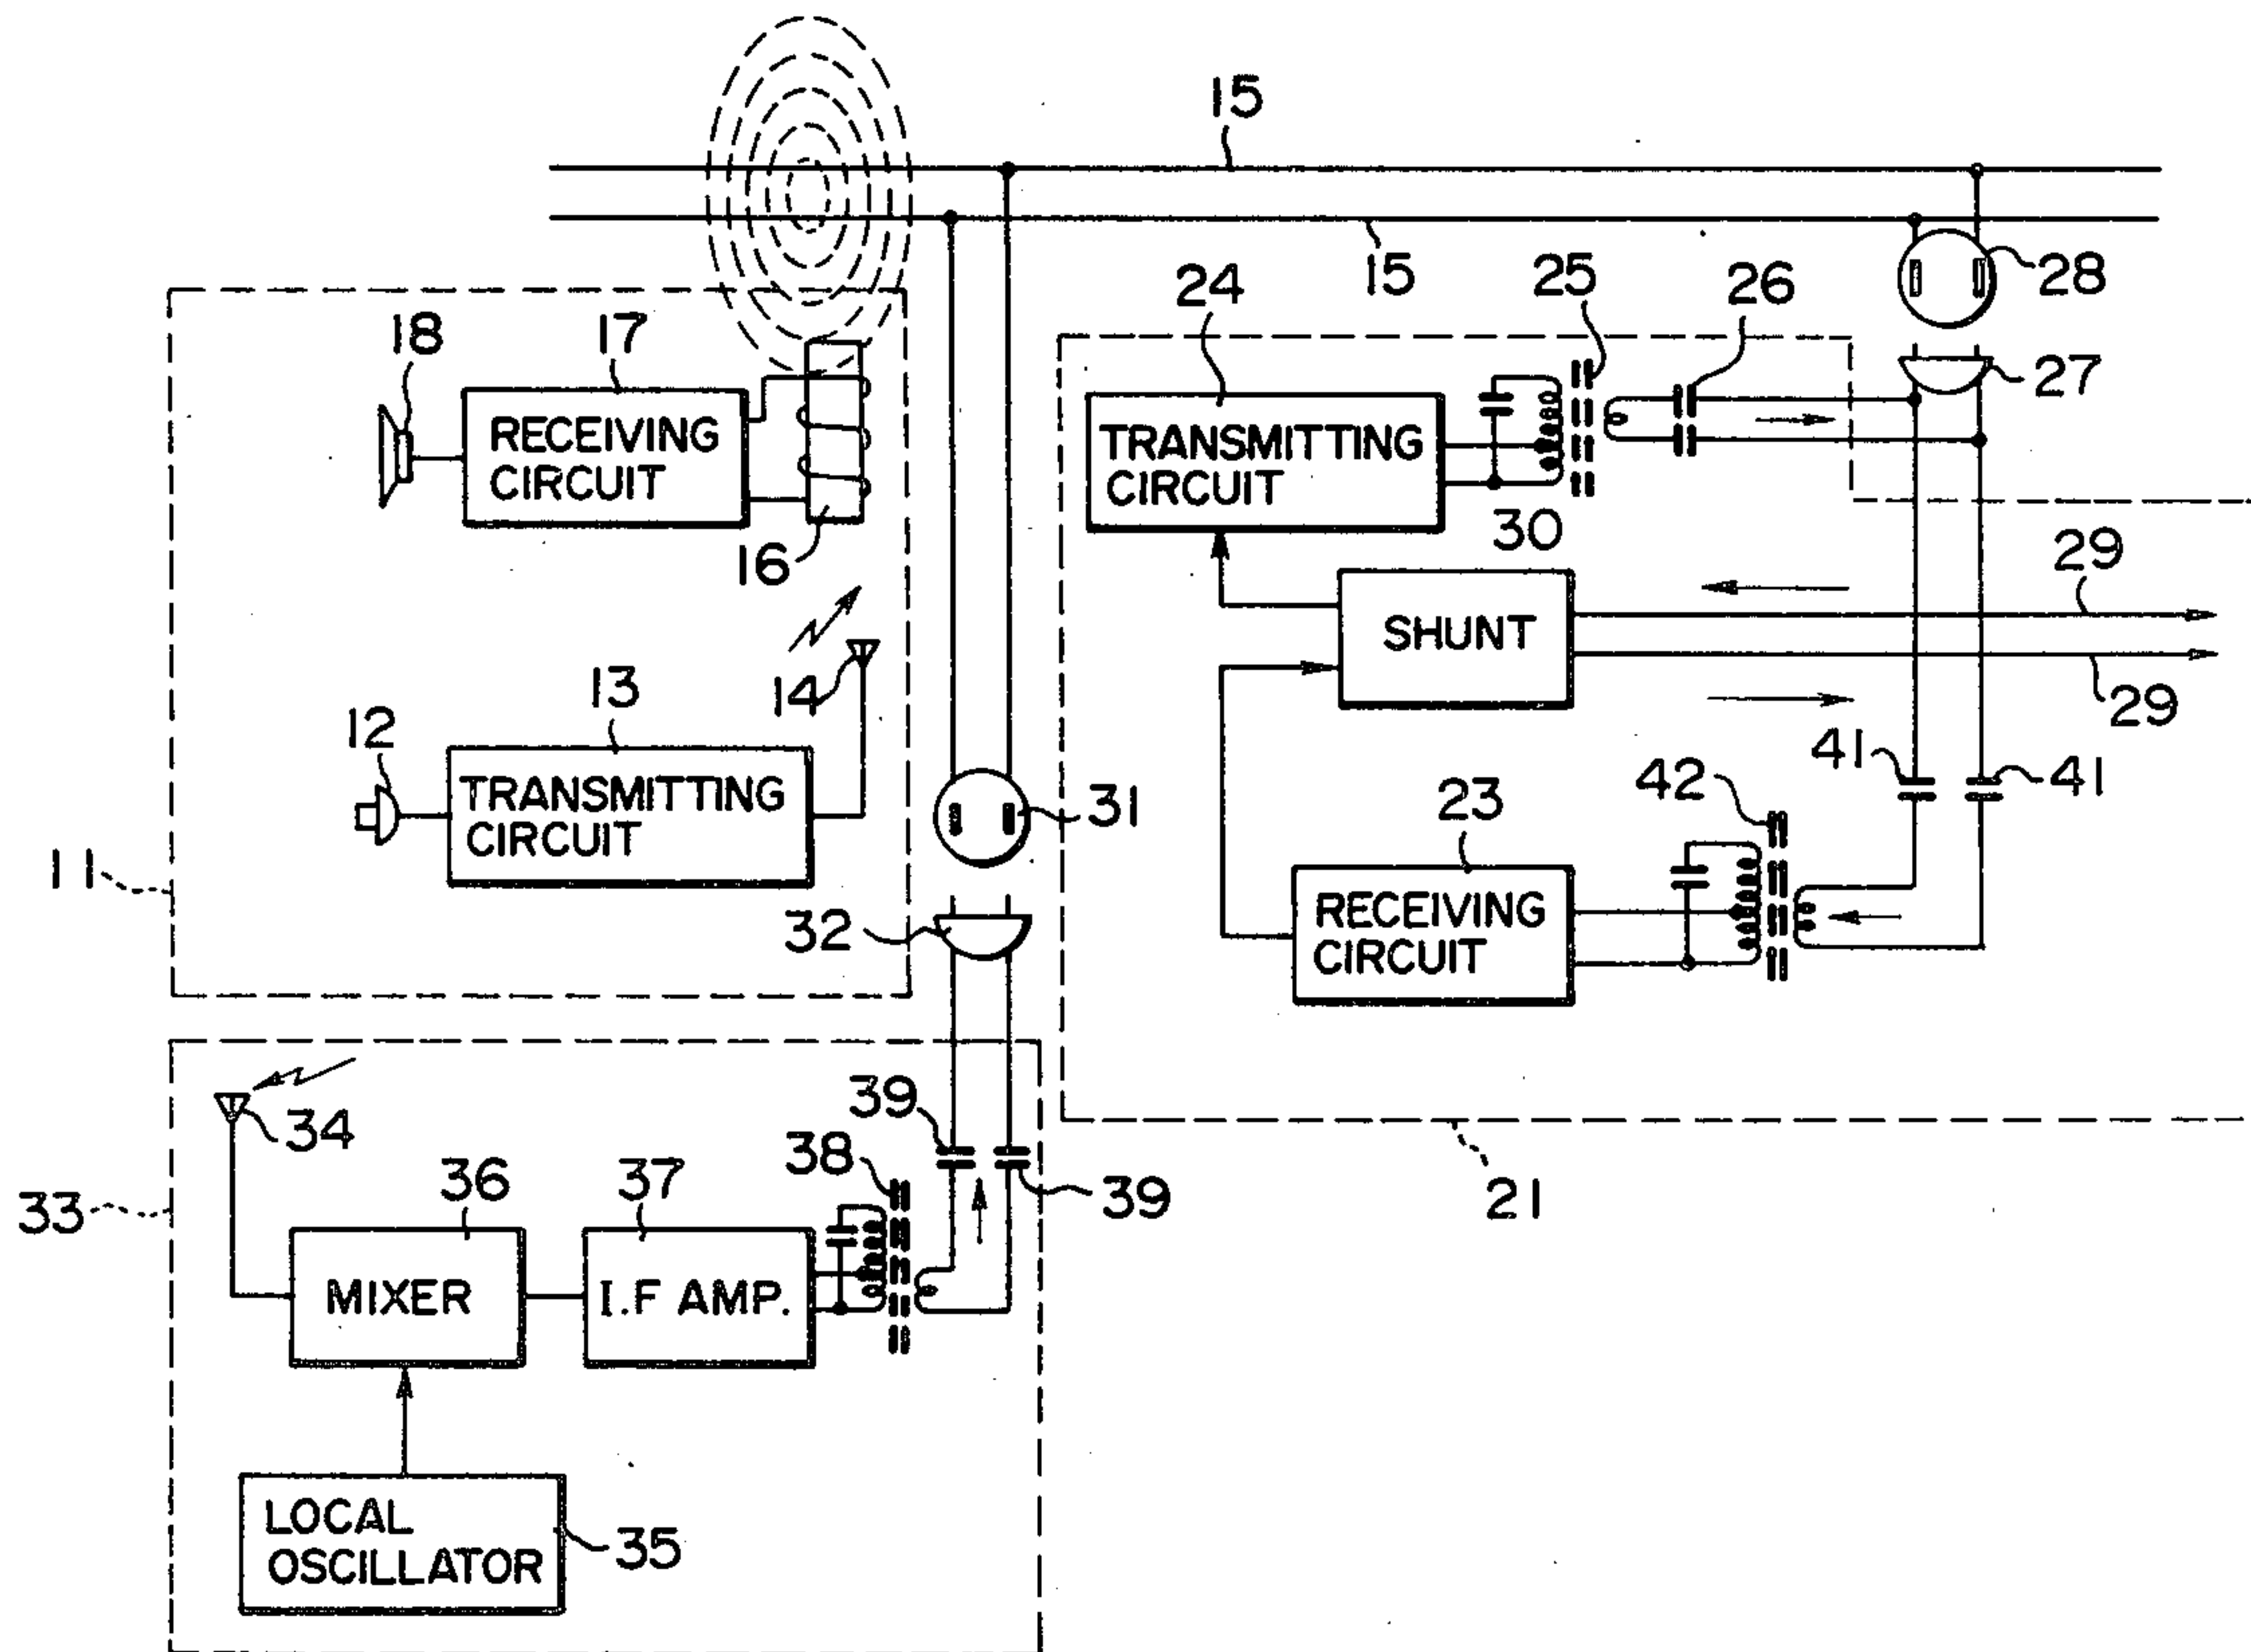 15
15
28
24
25
26
27
18
17
RECEIVING
CIRCUIT
16
TRANSMITTING
CIRCUIT
30
SHUNT
29
29
14
13
12
TRANSMITTING
CIRCUIT
11
31
32
41
41
42
23
RECEIVING
CIRCUIT
21
34
39
39
38
33
36
37
MIXER
I.F AMP.
LOCAL
OSCILLATOR
35